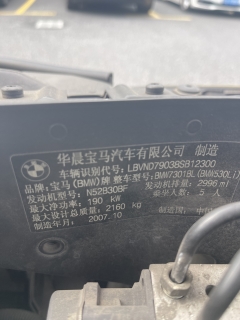 华晨宝马汽车有限公司 制造
车辆识别代号: LBVNU79038SB12300
品牌: 宝马(BMW)牌 整车型号: BMW7301BL (BMW530Li)
发动机型号: N52B30BF 发动机排量: 2996 ml
最大净功率: 190 kW 乘坐人数: 5 人
最大设计总质量: 2160 kg
制造年月: 2007.10